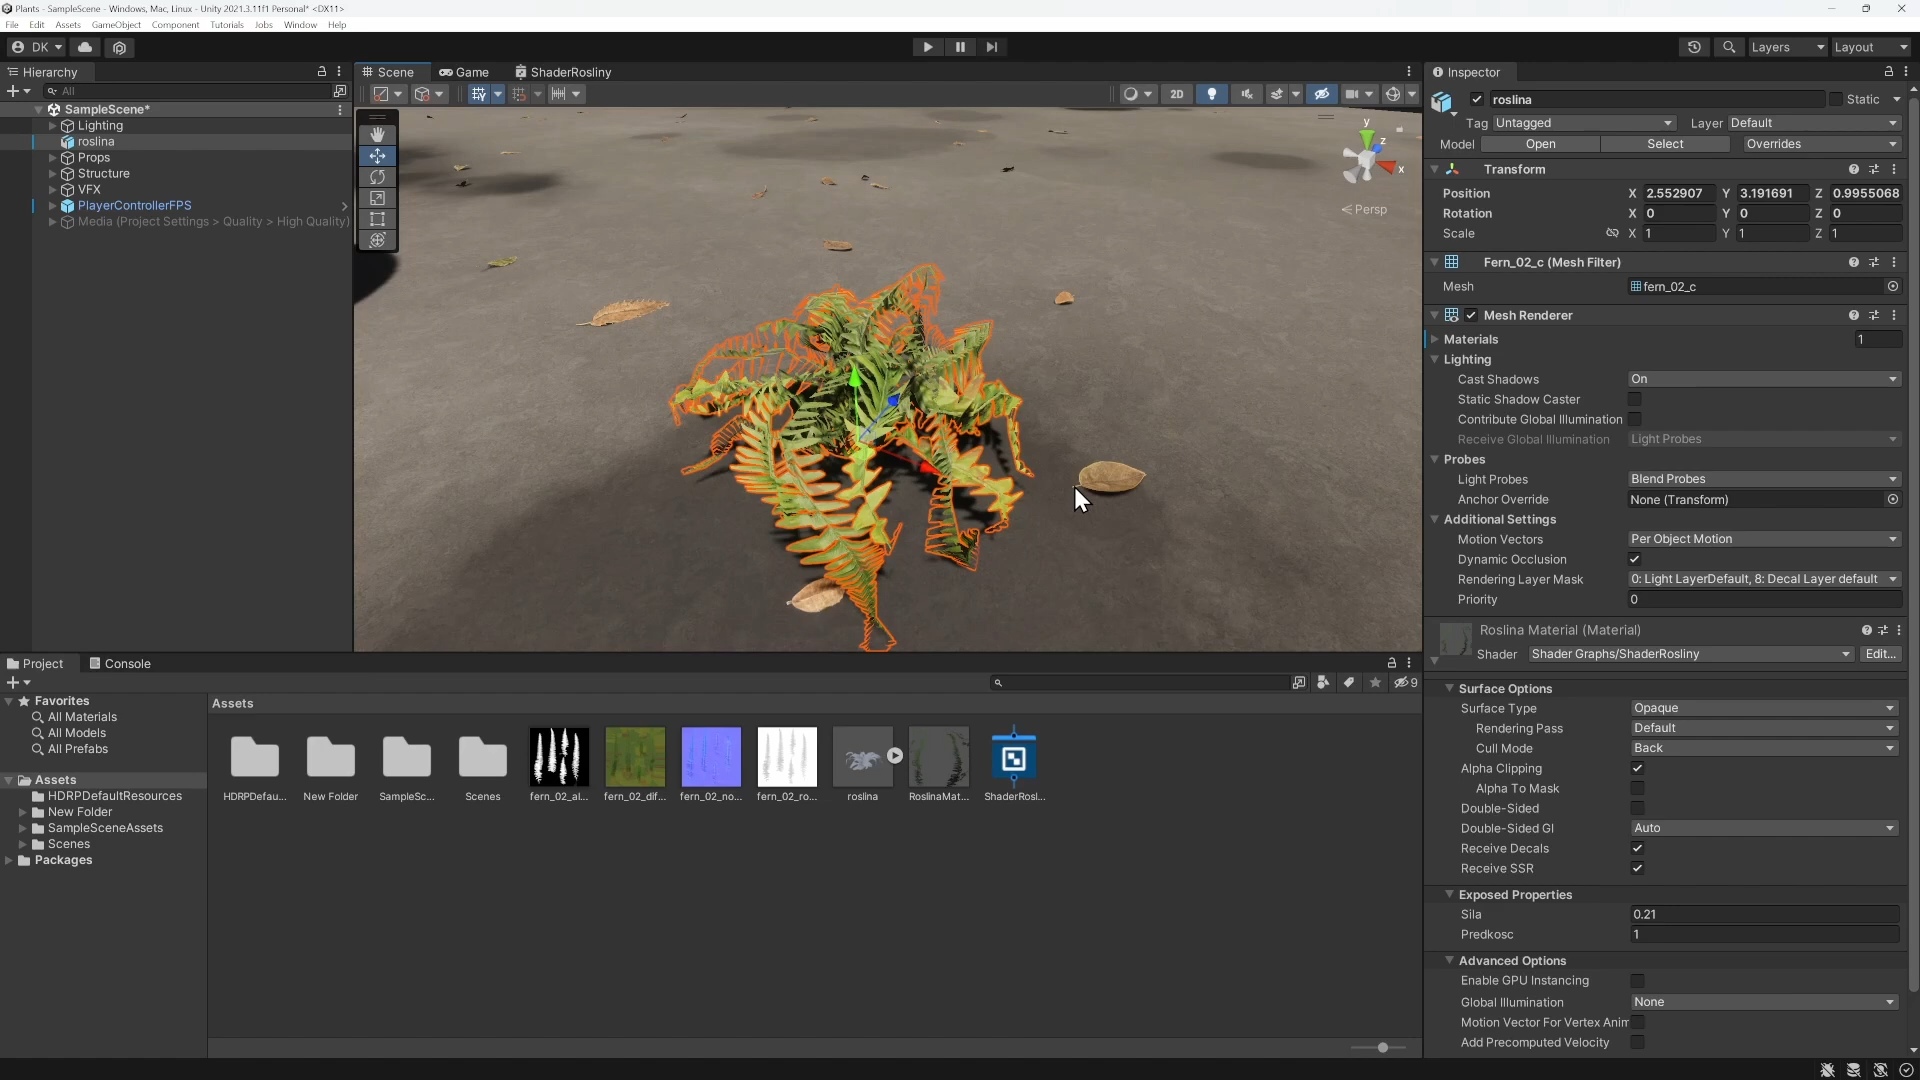 Plants - SampleScene - Windows, Mac, Linux - Unity 2021.3.11f1 Personal* <DX11>
File Edit Assets GameObject Component Tutorials Jobs Window Help
DK Layers Layout
Hierarchy
All
SampleScene*
Lighting
roslina
Props
Structure
VFX
PlayerControllerFPS
Media (Project Settings > Quality > High Quality)
Scene Game ShaderRosliny
2D
y
z
x
Persp
Inspector
roslina Static
Tag Untagged Layer Default
Model Open Select Overrides
Transform
Position X 2.552907 Y 3.191691 Z 0.9955068
Rotation X 0 Y 0 Z 0
Scale X 1 Y 1 Z 1
Fern_02_c (Mesh Filter)
Mesh fern_02_c
Mesh Renderer
Materials 1
Lighting
Cast Shadows On
Static Shadow Caster
Contribute Global Illumination
Receive Global Illumination Light Probes
Probes
Light Probes Blend Probes
Anchor Override None (Transform)
Additional Settings
Motion Vectors Per Object Motion
Dynamic Occlusion
Rendering Layer Mask 0: Light LayerDefault, 8: Decal Layer default
Priority 0
Roslina Material (Material)
Shader Shader Graphs/ShaderRosliny Edit...
Surface Options
Surface Type Opaque
Rendering Pass Default
Cull Mode Back
Alpha Clipping
Alpha To Mask
Double-Sided
Double-Sided GI Auto
Receive Decals
Receive SSR
Exposed Properties
Sila 0.21
Predkosc 1
Advanced Options
Enable GPU Instancing
Global Illumination None
Motion Vector For Vertex Anim
Add Precomputed Velocity
Project Console
9
Favorites
All Materials
All Models
All Prefabs
Assets
HDRPDefaultResources
New Folder
SampleSceneAssets
Scenes
Packages
Assets
HDRPDefau... New Folder SampleSc... Scenes fern_02_al... fern_02_dif... fern_02_no... fern_02_ro... roslina RoslinaMat... ShaderRosl...